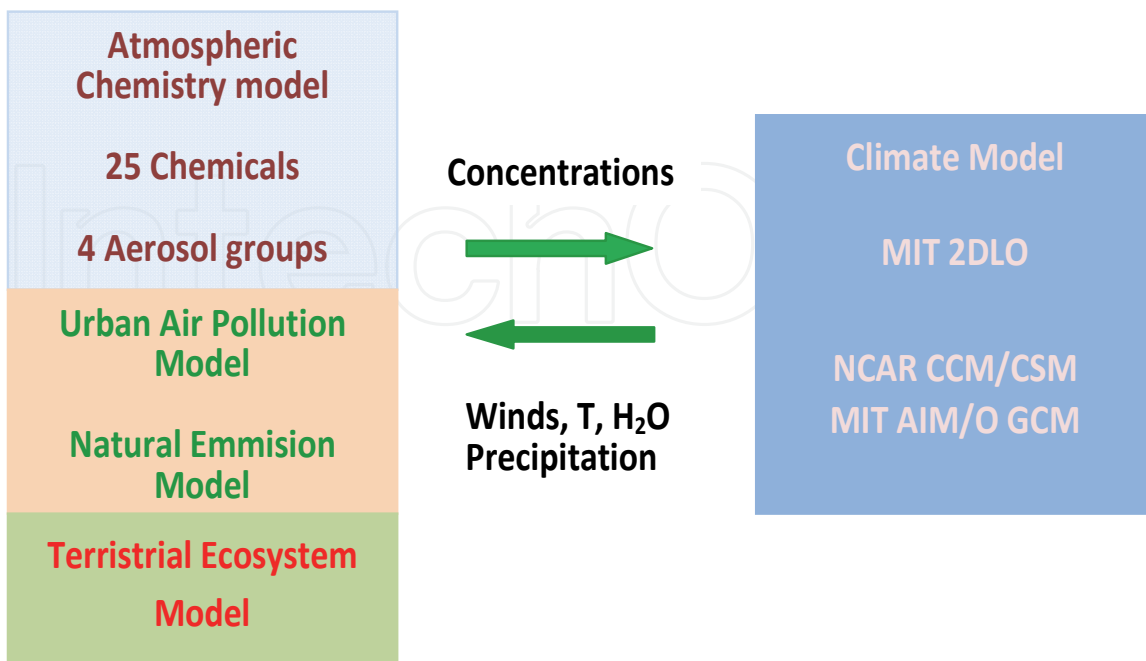 Atmospheric
Chemistry model
25 Chemicals
4 Aerosol groups
Urban Air Pollution
Model
Natural Emmision
Model
Terristrial Ecosystem
Model
Concentrations
Winds, T, H₂O
Precipitation
Climate Model
MIT 2DLO
NCAR CCM/CSM
MIT AIM/O GCM